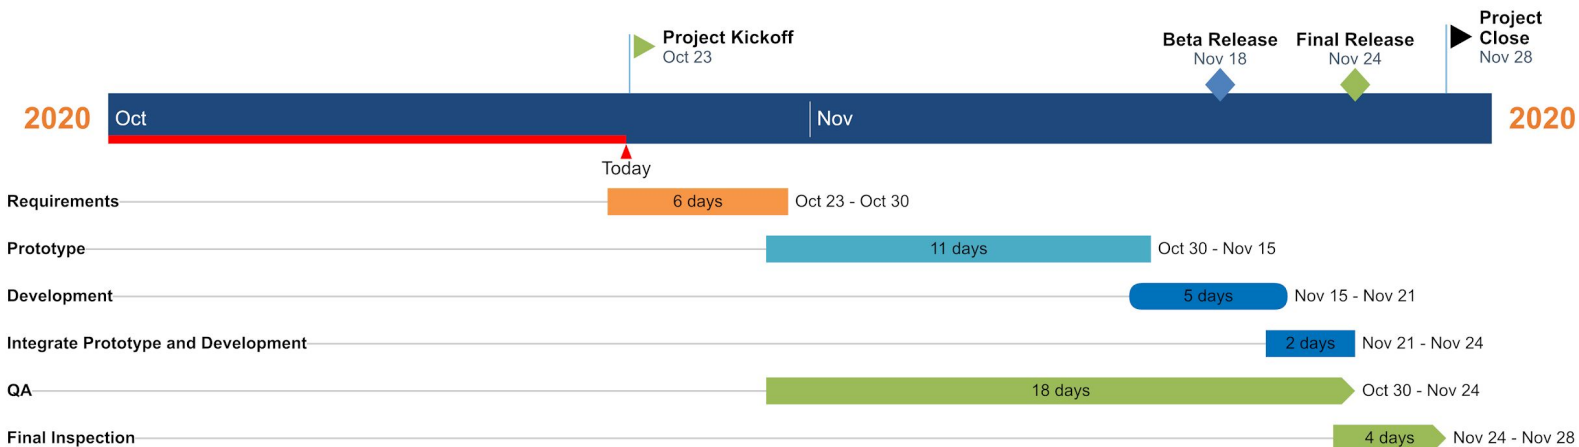 Project Kickoff
Oct 23
Beta Release
Nov 18
Final Release
Nov 24
Project
Close
Nov 28
2020
Oct
Nov
2020
Today
Requirements
6 days
Oct 23 - Oct 30
Prototype
11 days
Oct 30 - Nov 15
Development
5 days
Nov 15 - Nov 21
Integrate Prototype and Development
2 days
Nov 21 - Nov 24
QA
18 days
Oct 30 - Nov 24
Final Inspection
4 days
Nov 24 - Nov 28